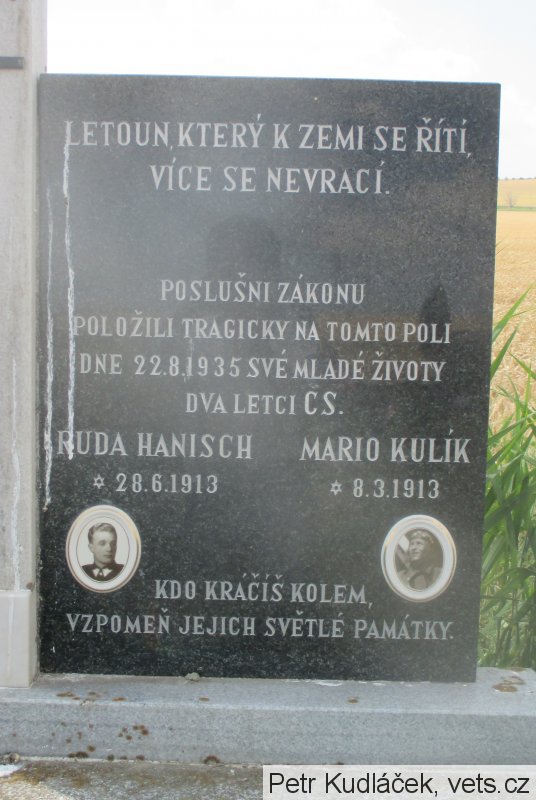 LETOUN, KTERÝ K ZEMI SE ŘÍTÍ,
VÍCE SE NEVRACÍ.
POSLUŠNI ZÁKONU
POLOŽILI TRAGICKY NA TOMTO POLI
DNE 22.8.1935 SVÉ MLADÉ ŽIVOTY
DVA LETCI ČS.
RUDA HANISCH MARIO KULÍK
✡ 28.6.1913 ✡ 8.3.1913
KDO KRÁČÍŠ KOLEM,
VZPOMEŇ JEJICH SVĚTLÉ PAMÁTKY.
Petr Kudláček, vets.cz